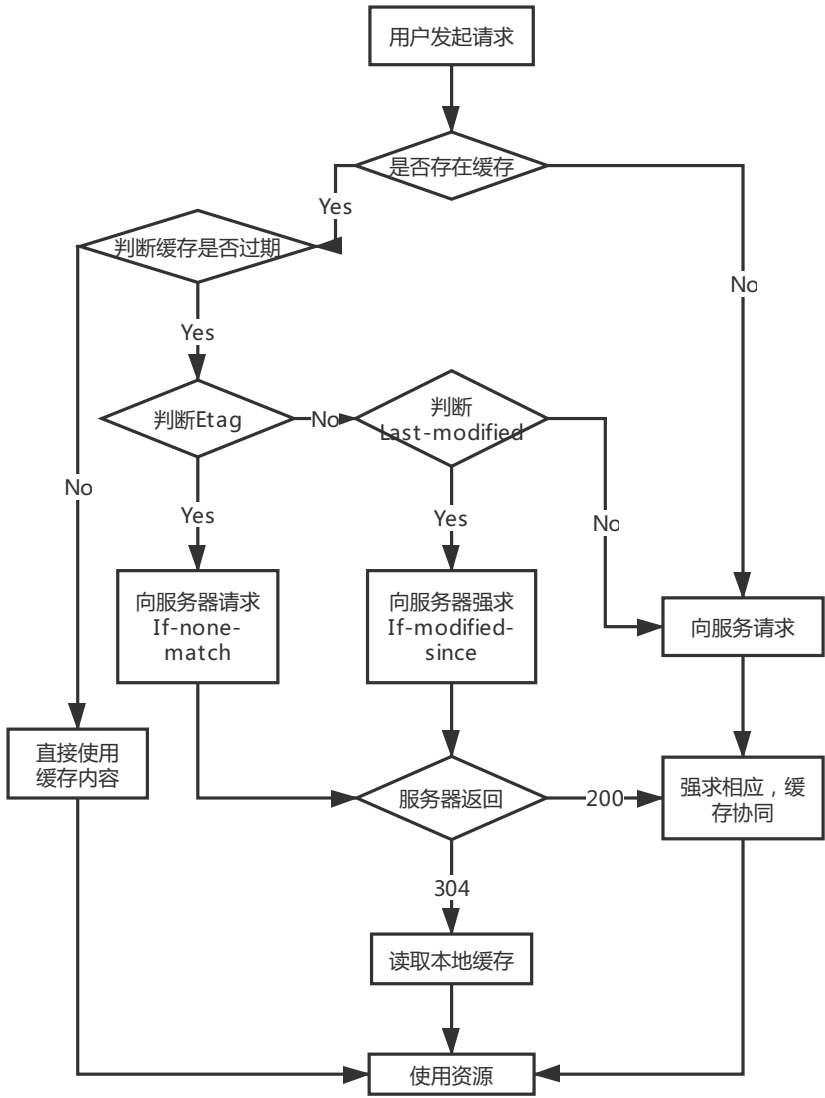 用户发起请求
是否存在缓存
Yes
判断缓存是否过期
No
Yes
判断Etag
No
判断
Last-modified
No
Yes
Yes
No
向服务器请求
If-none-
match
向服务器强求
If-modified-
since
向服务请求
直接使用
缓存内容
服务器返回
200
强求相应，缓
存协同
304
读取本地缓存
使用资源